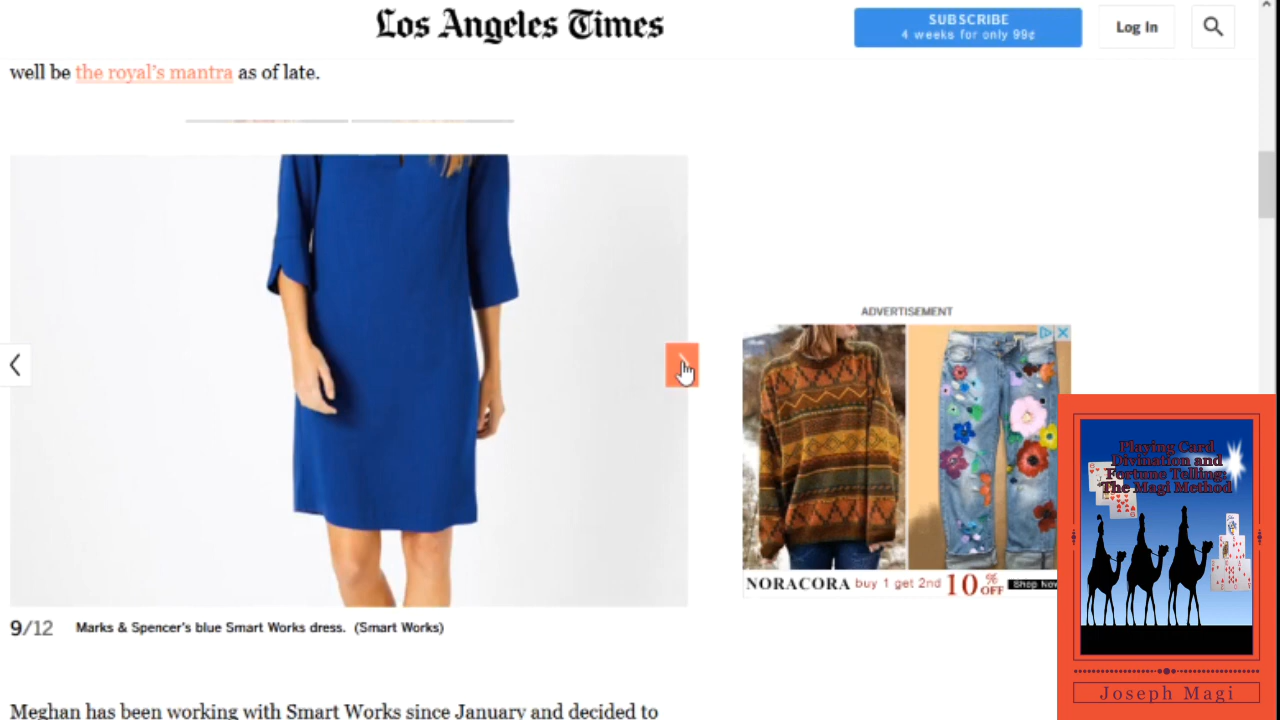 Los Angeles Times
SUBSCRIBE
4 weeks for only 99¢
Log In
well be the royal's mantra as of late.
ADVERTISEMENT
NORACORA buy 1 get 2nd 10% OFF Shop Now
9/12 Marks & Spencer's blue Smart Works dress. (Smart Works)
Meghan has been working with Smart Works since January and decided to
Playing Card
Divination and
Fortune Telling:
The Magi Method
Joseph Magi